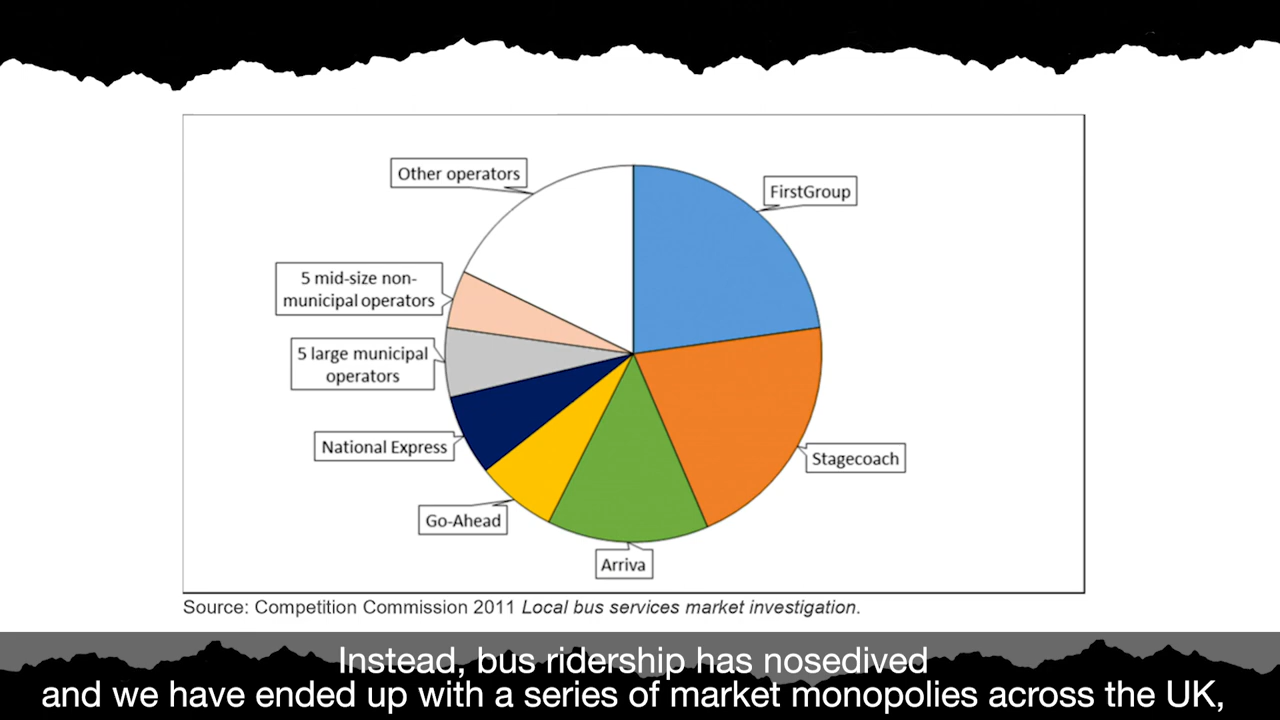 Other operators
FirstGroup
5 mid-size non-
municipal operators
5 large municipal
operators
National Express
Stagecoach
Go-Ahead
Arriva
Source: Competition Commission 2011 Local bus services market investigation.
Instead, bus ridership has nosedived
and we have ended up with a series of market monopolies across the UK,